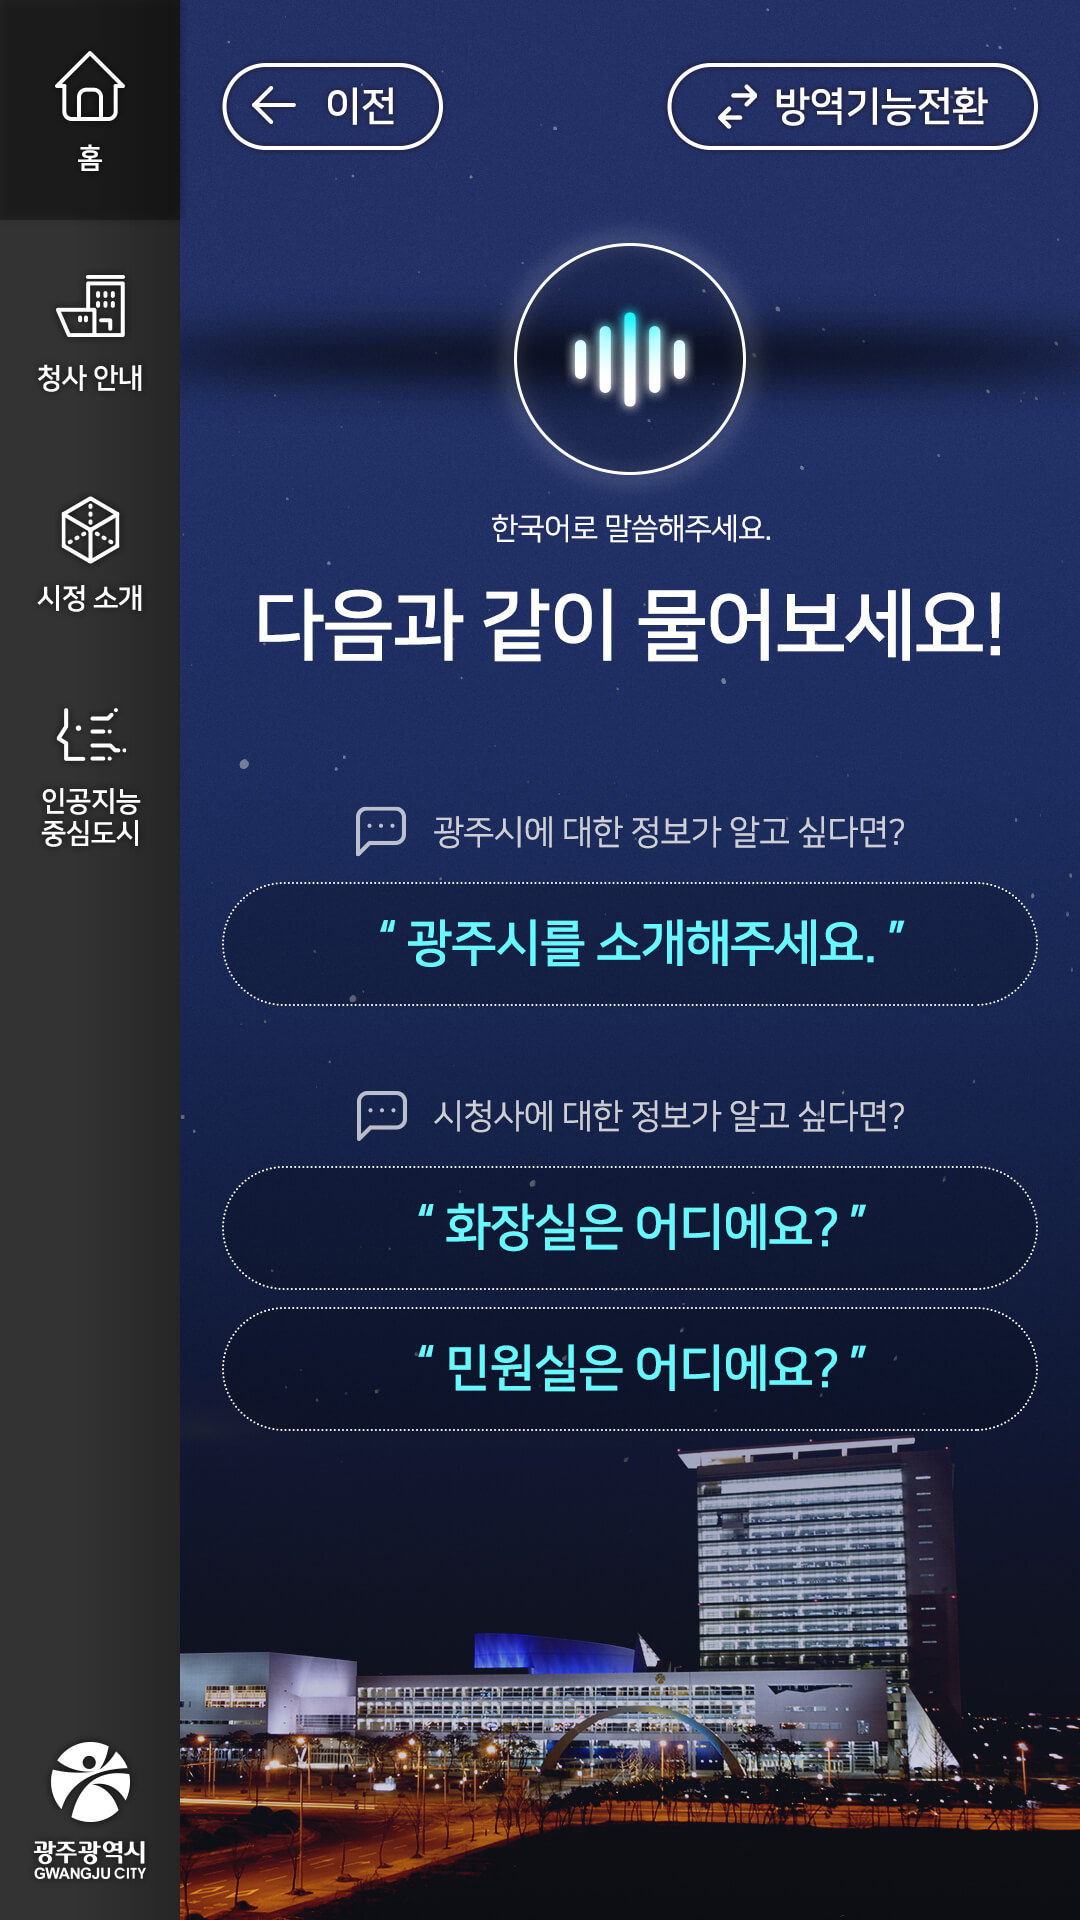 홈
청사 안내
시정 소개
인공지능
중심도시
광주광역시
GWANGJU CITY
이전
방역기능전환
한국어로 말씀해주세요.
다음과 같이 물어보세요!
광주시에 대한 정보가 알고 싶다면?
“ 광주시를 소개해주세요. ”
시청사에 대한 정보가 알고 싶다면?
“ 화장실은 어디에요? ”
“ 민원실은 어디에요? ”